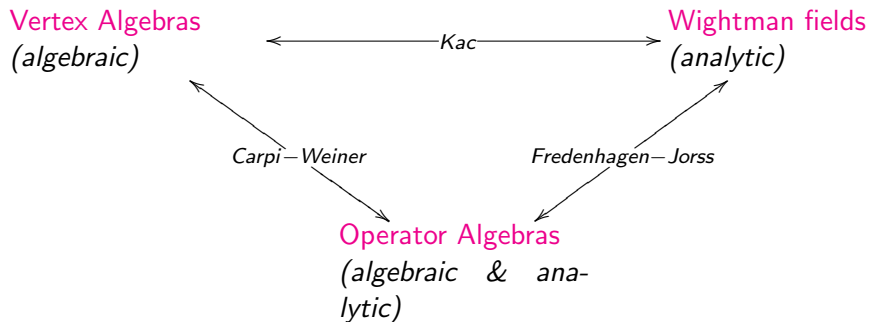 Vertex Algebras
(algebraic)
Kac
Wightman fields
(analytic)
Carpi−Weiner
Fredenhagen−Jorss
Operator Algebras
(algebraic & ana-
lytic)